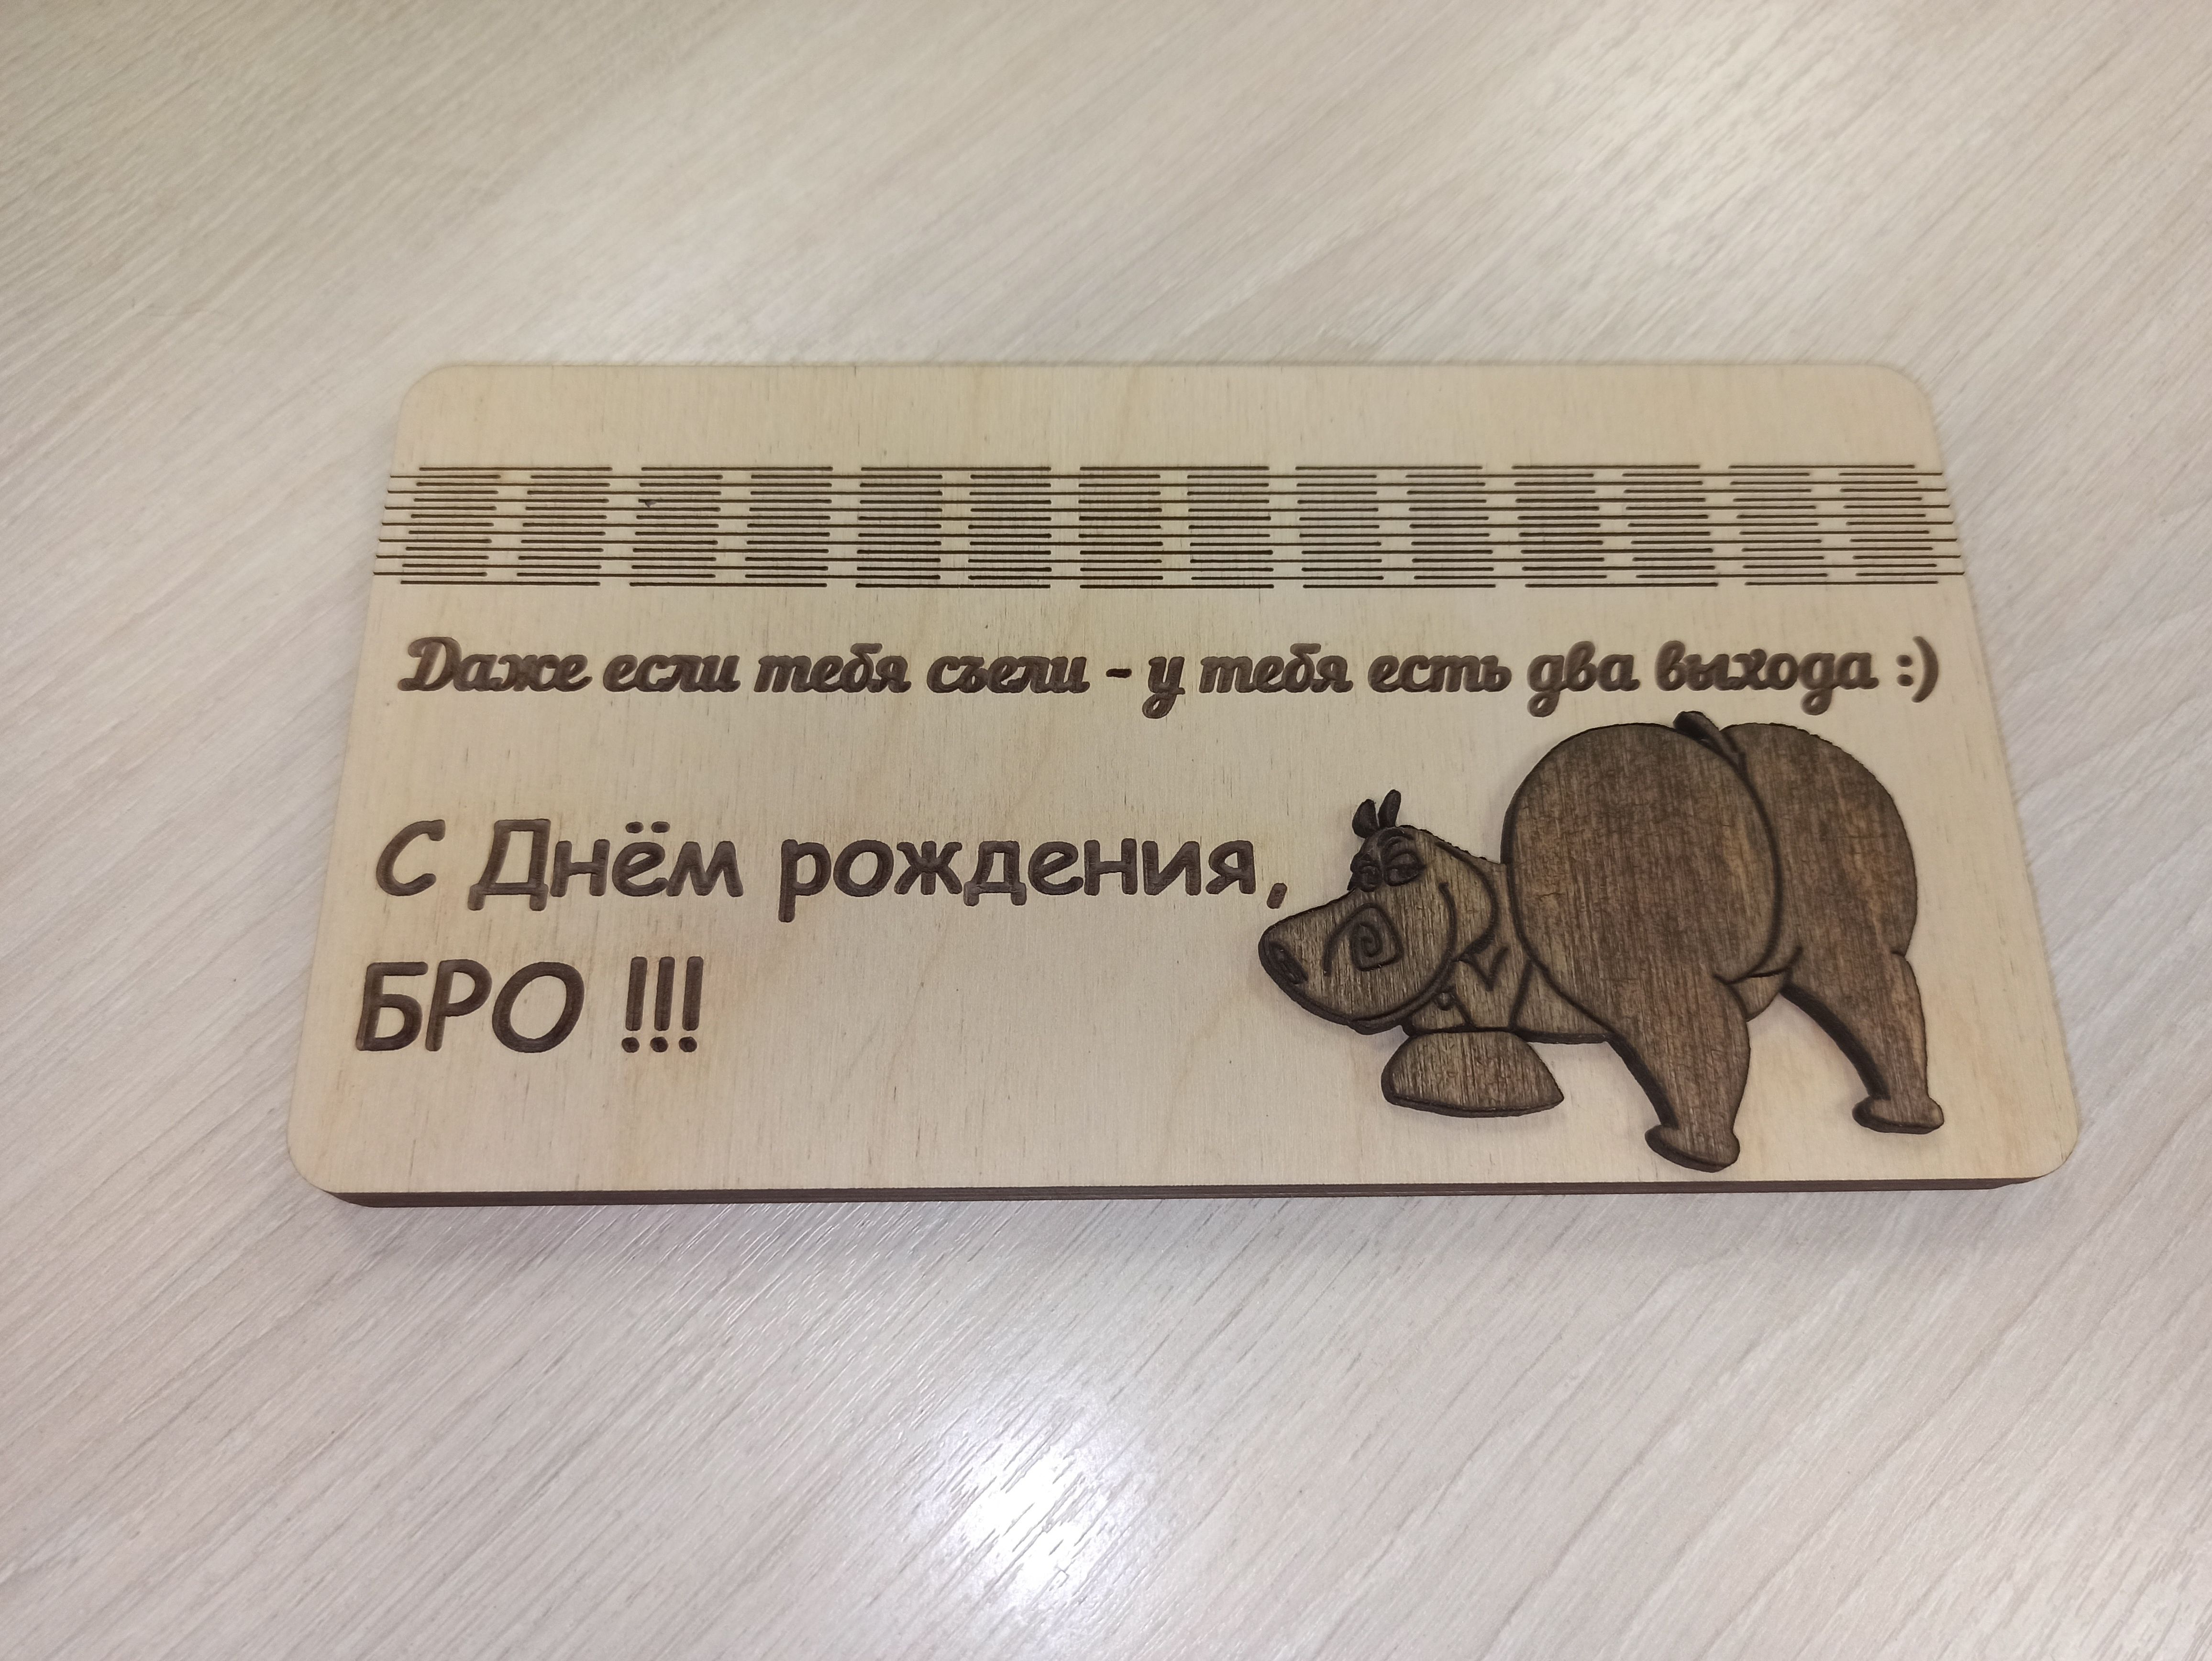 Даже если тебя съели - у тебя есть два выхода :)
С Днём рождения,
БРО !!!